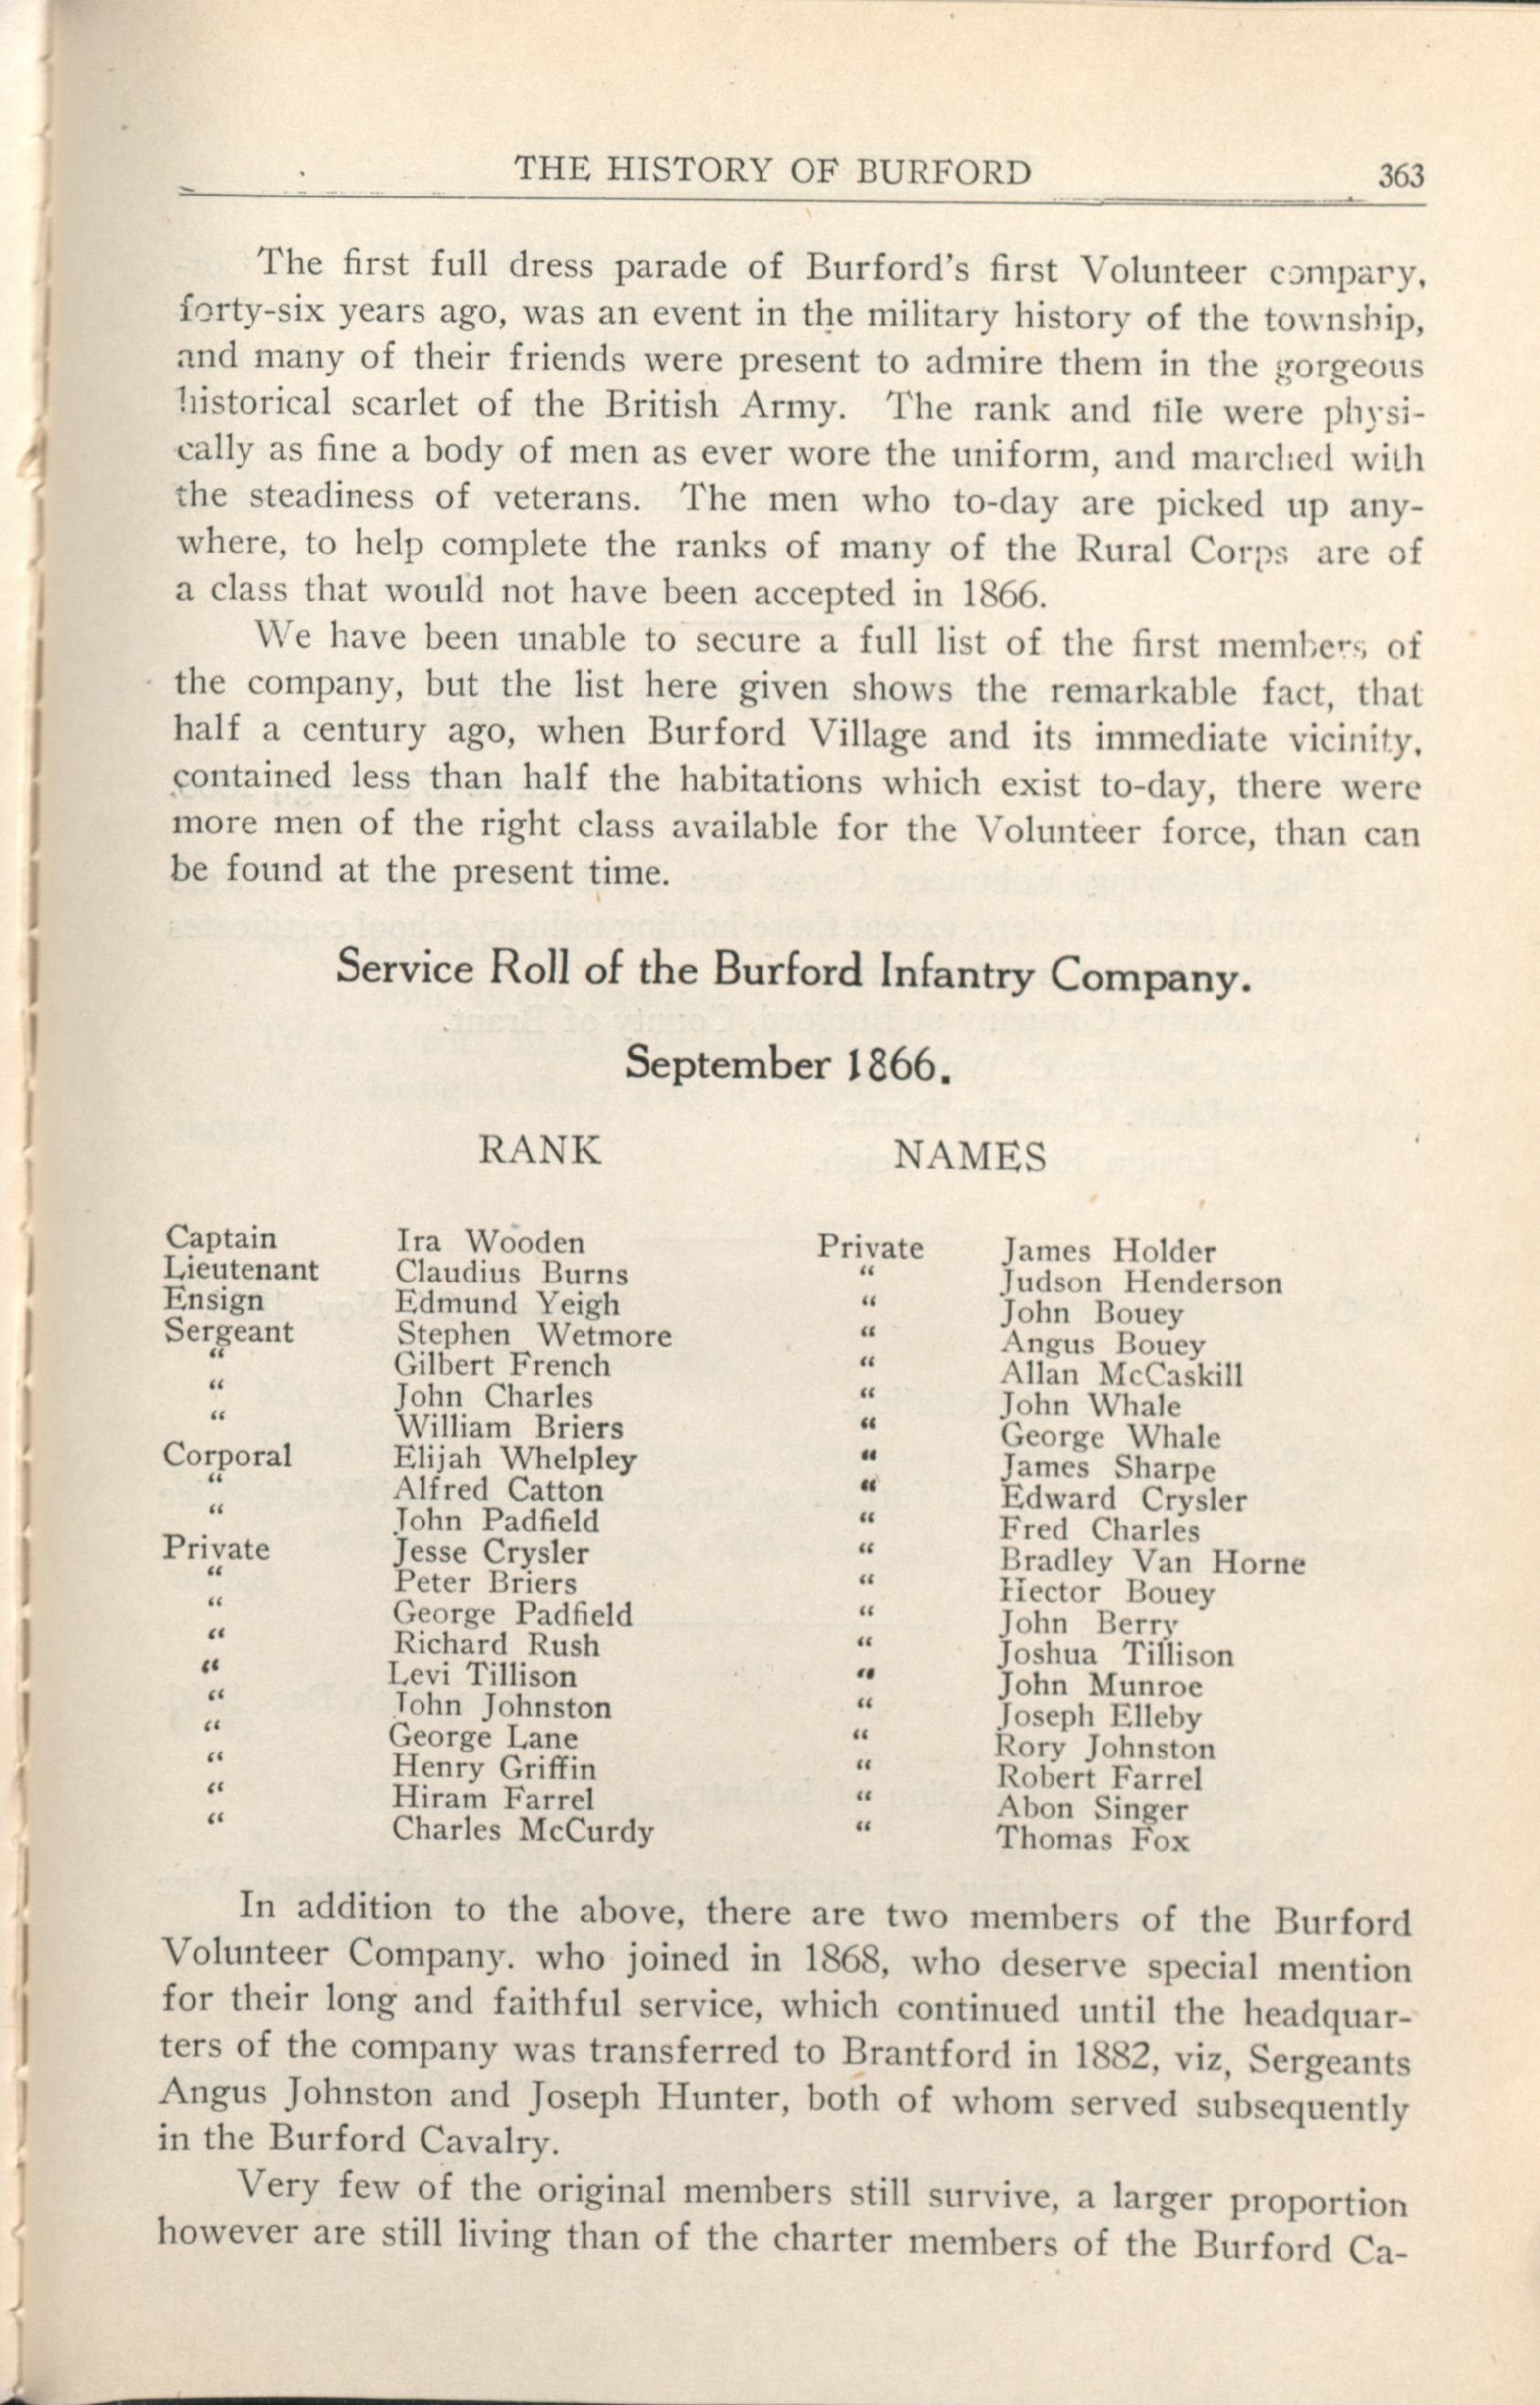 THE HISTORY OF BURFORD 363
The first full dress parade of Burford's first Volunteer company,
forty-six years ago, was an event in the military history of the township,
and many of their friends were present to admire them in the gorgeous
historical scarlet of the British Army. The rank and file were physi-
cally as fine a body of men as ever wore the uniform, and marched with
the steadiness of veterans. The men who to-day are picked up any-
where, to help complete the ranks of many of the Rural Corps are of
a class that would not have been accepted in 1866.
We have been unable to secure a full list of the first members of
the company, but the list here given shows the remarkable fact, that
half a century ago, when Burford Village and its immediate vicinity,
contained less than half the habitations which exist to-day, there were
more men of the right class available for the Volunteer force, than can
be found at the present time.
Service Roll of the Burford Infantry Company.
September 1866.
RANK NAMES
Captain Ira Wooden Private James Holder
Lieutenant Claudius Burns " Judson Henderson
Ensign Edmund Yeigh " John Bouey
Sergeant Stephen Wetmore " Angus Bouey
" Gilbert French " Allan McCaskill
" John Charles " John Whale
" William Briers " George Whale
Corporal Elijah Whelpley " James Sharpe
" Alfred Catton " Edward Crysler
" John Padfield " Fred Charles
Private Jesse Crysler " Bradley Van Horne
" Peter Briers " Hector Bouey
" George Padfield " John Berry
" Richard Rush " Joshua Tillison
" Levi Tillison " John Munroe
" John Johnston " Joseph Elleby
" George Lane " Rory Johnston
" Henry Griffin " Robert Farrel
" Hiram Farrel " Abon Singer
" Charles McCurdy " Thomas Fox
In addition to the above, there are two members of the Burford
Volunteer Company. who joined in 1868, who deserve special mention
for their long and faithful service, which continued until the headquar-
ters of the company was transferred to Brantford in 1882, viz, Sergeants
Angus Johnston and Joseph Hunter, both of whom served subsequently
in the Burford Cavalry.
Very few of the original members still survive, a larger proportion
however are still living than of the charter members of the Burford Ca-